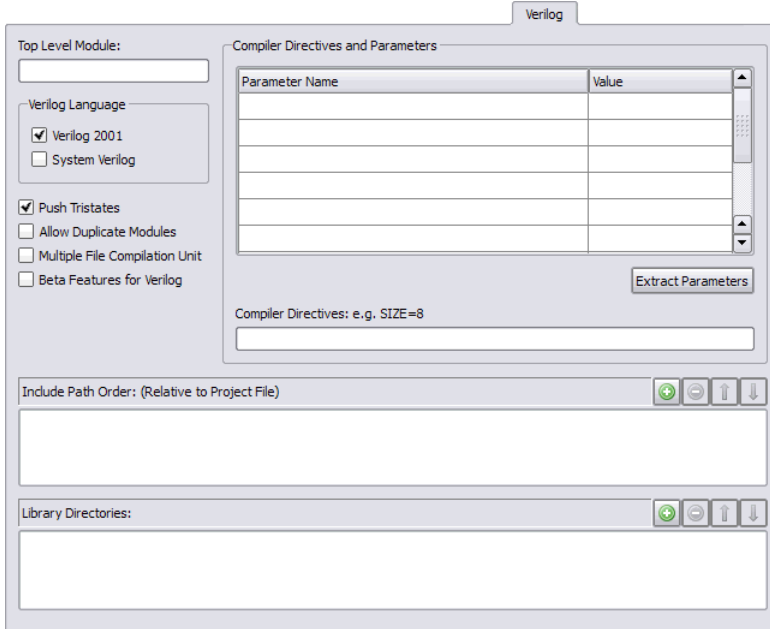 Verilog
Top Level Module:
Verilog Language
Verilog 2001
System Verilog
Push Tristates
Allow Duplicate Modules
Multiple File Compilation Unit
Beta Features for Verilog
Compiler Directives and Parameters
Parameter Name Value
Extract Parameters
Compiler Directives: e.g. SIZE=8
Include Path Order: (Relative to Project File)
Library Directories: